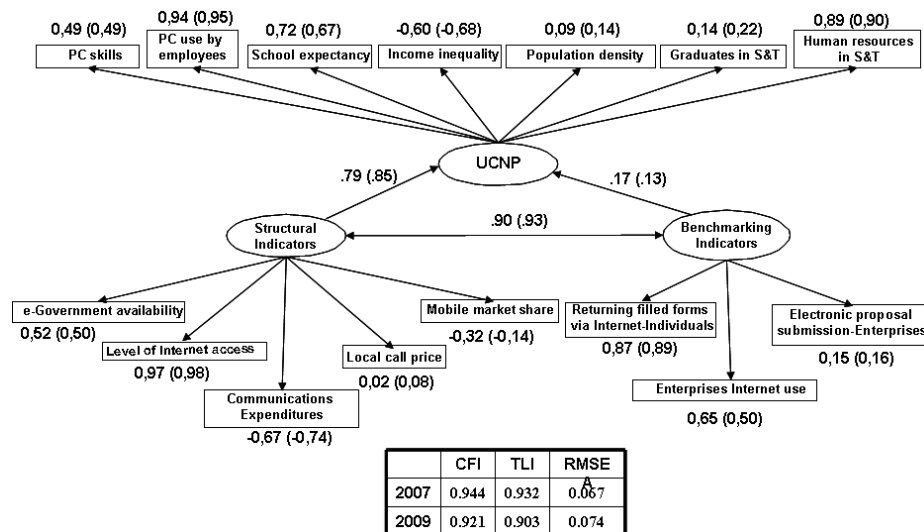 0,49 (0,49)
0,94 (0,95)
0,72 (0,67)
-0,60 (-0,68)
0,09 (0,14)
0,14 (0,22)
0,89 (0,90)
PC skills
PC use by
employees
School expectancy
Income inequality
Population density
Graduates in S&T
Human resources
in S&T
UCNP
.79 (.85)
.17 (.13)
.90 (.93)
Structural
Indicators
Benchmarking
Indicators
e-Government availability
0,52 (0,50)
Level of Internet access
0,97 (0,98)
Communications
Expenditures
-0,67 (-0,74)
Local call price
0,02 (0,08)
Mobile market share
-0,32 (-0,14)
Returning filled forms
via Internet-Individuals
0,87 (0,89)
Enterprises Internet use
0,65 (0,50)
Electronic proposal
submission-Enterprises
0,15 (0,16)
CFI TLI RMSE
A
2007 0.944 0.932 0.067
2009 0.921 0.903 0.074